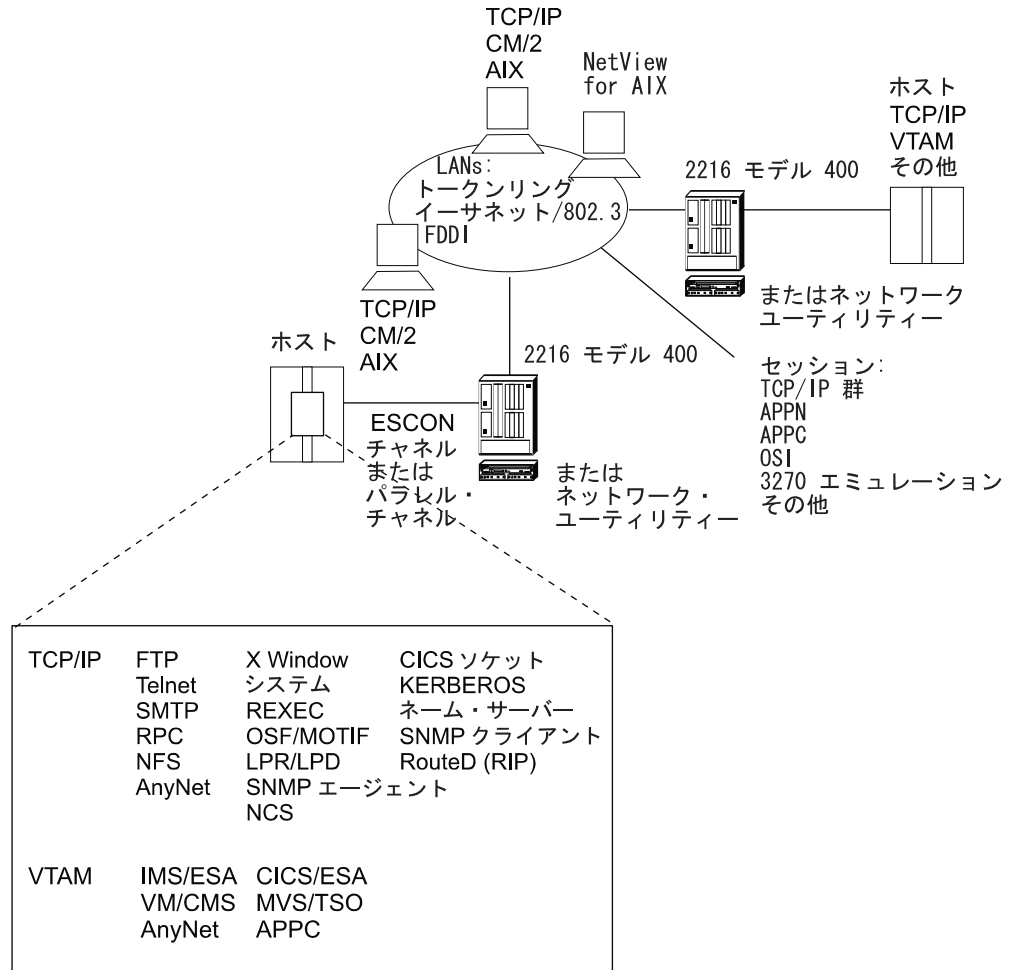 TCP/IP
CM/2
AIX
NetView
for AIX
ホスト
TCP/IP
VTAM
その他
2216 モデル 400
LANs:
トークンリング
イーサネット/802.3
FDDI
またはネットワーク
ユーティリティー
TCP/IP
CM/2
AIX
ホスト
2216 モデル 400
セッション:
TCP/IP 群
APPN
APPC
OSI
3270 エミュレーション
その他
ESCON
チャネル
または
パラレル・
チャネル
または
ネットワーク・
ユーティリティー
TCP/IP FTP X Window CICS ソケット
Telnet システム KERBEROS
SMTP REXEC ネーム・サーバー
RPC OSF/MOTIF SNMP クライアント
NFS LPR/LPD RouteD (RIP)
AnyNet SNMP エージェント
NCS
VTAM IMS/ESA CICS/ESA
VM/CMS MVS/TSO
AnyNet APPC